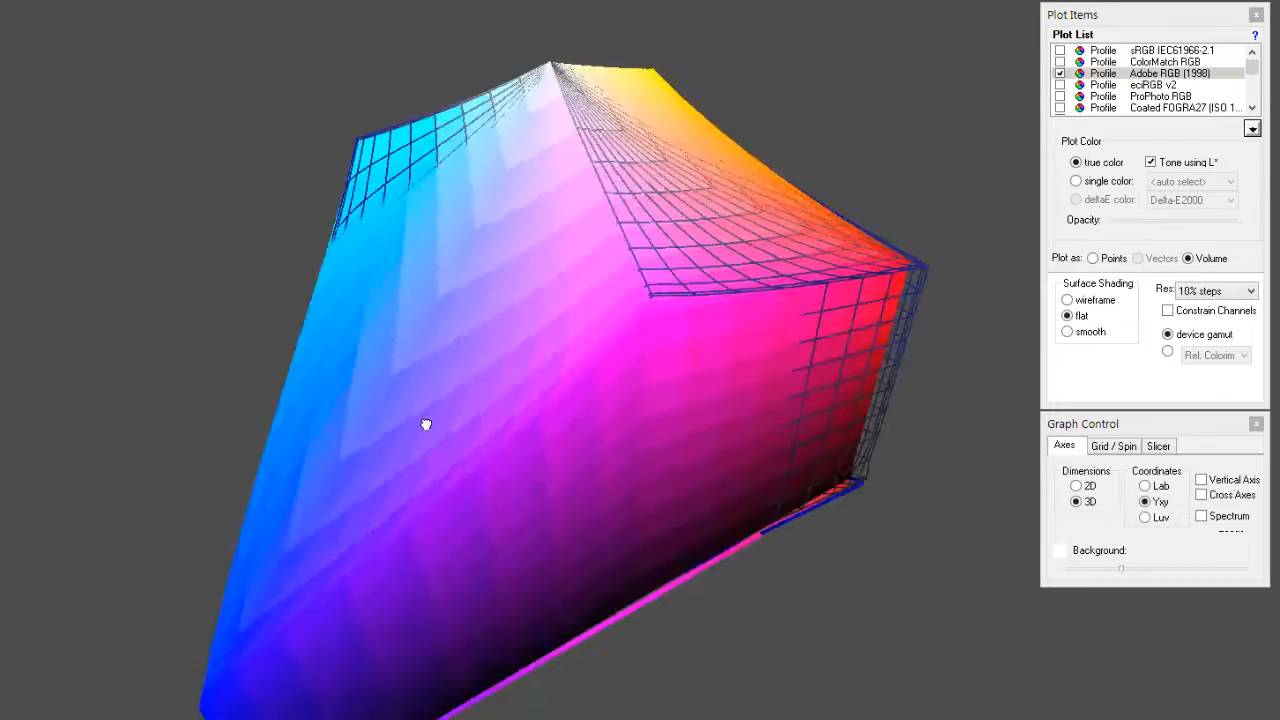 Plot Items
Plot List ?
Profile sRGB IEC61966-2.1
Profile ColorMatch RGB
Profile Adobe RGB (1998)
Profile eciRGB v2
Profile ProPhoto RGB
Profile Coated FOGRA27 (ISO 1...
Plot Color
true color Tone using L*
single color: <auto select>
deltaE color: Delta-E2000
Opacity:
Plot as: Points Vectors Volume
Surface Shading
Res: 10% steps
wireframe
Constrain Channels
flat
smooth
device gamut
Rel. Colorim
Graph Control
Axes Grid / Spin Slicer
Dimensions Coordinates
2D Lab Vertical Axis
3D Yxy Cross Axes
Luv Spectrum
Background: